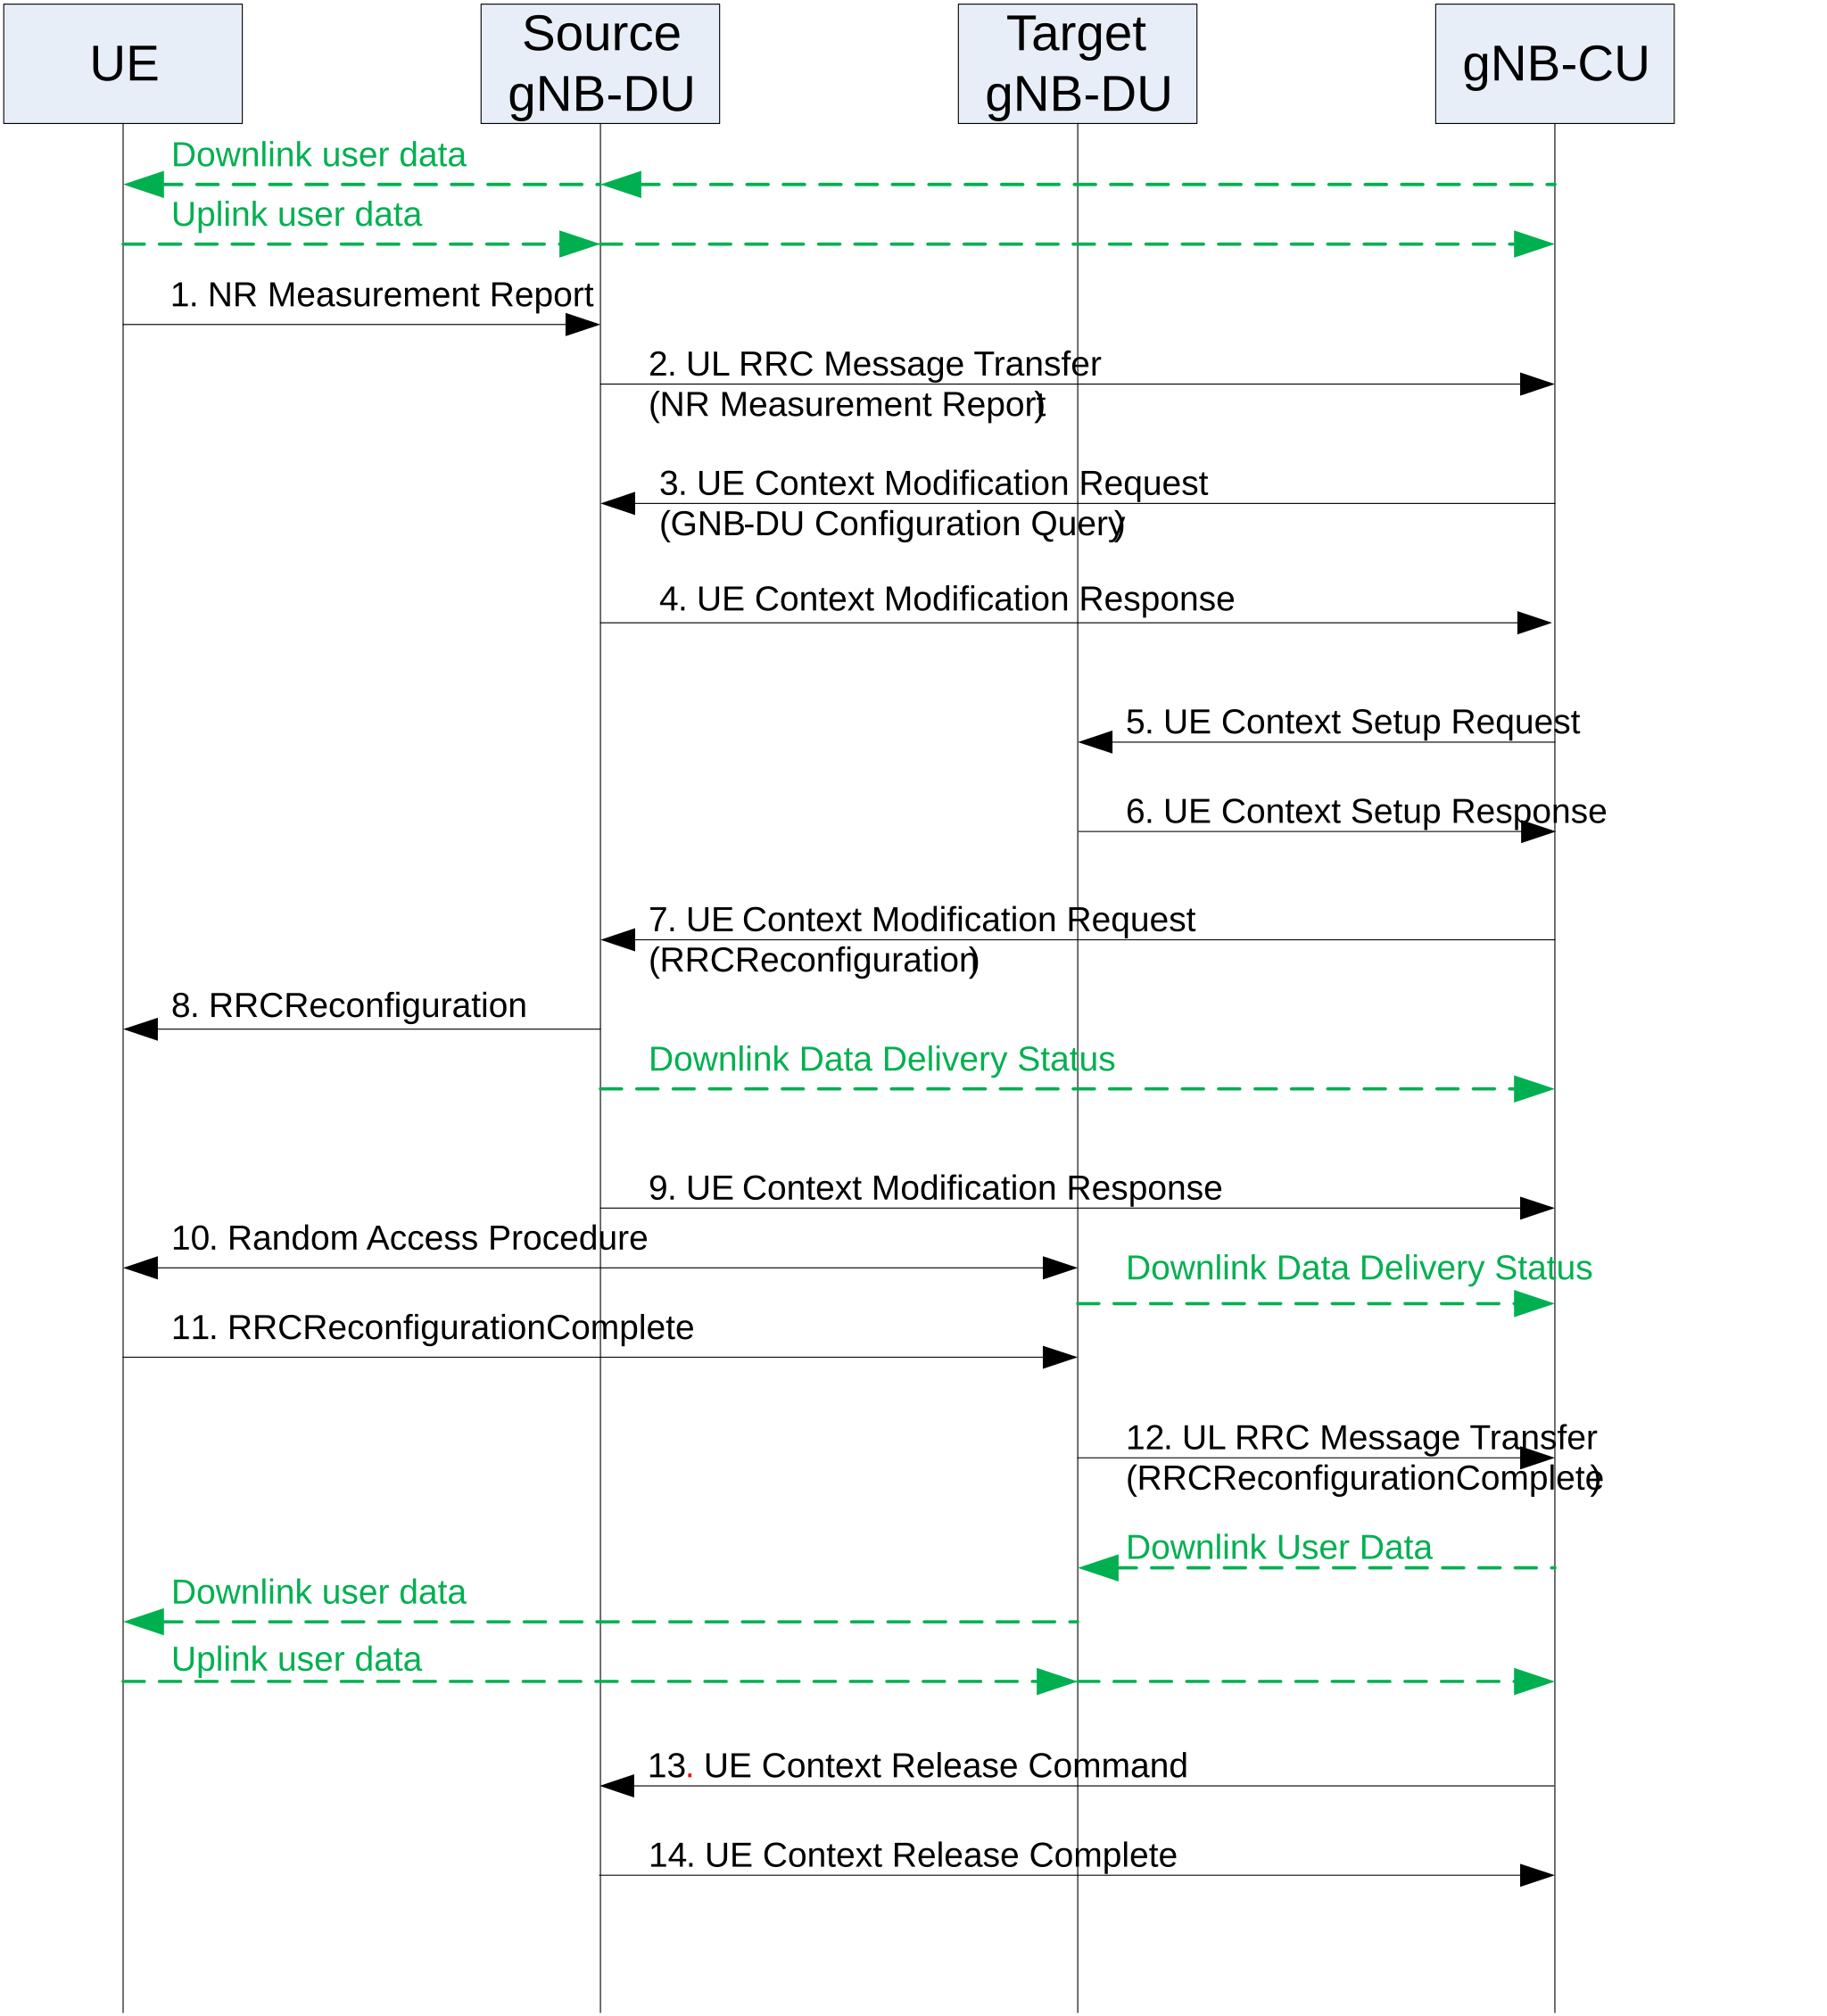 UE
Source
gNB-DU
Target
gNB-DU
gNB-CU
Downlink user data
Uplink user data
1. NR Measurement Report
2. UL RRC Message Transfer
(NR Measurement Report)
3. UE Context Modification Request
(GNB-DU Configuration Query)
4. UE Context Modification Response
5. UE Context Setup Request
6. UE Context Setup Response
7. UE Context Modification Request
(RRCReconfiguration)
8. RRCReconfiguration
Downlink Data Delivery Status
9. UE Context Modification Response
10. Random Access Procedure
Downlink Data Delivery Status
11. RRCReconfigurationComplete
12. UL RRC Message Transfer
(RRCReconfigurationComplete)
Downlink User Data
Downlink user data
Uplink user data
13. UE Context Release Command
14. UE Context Release Complete